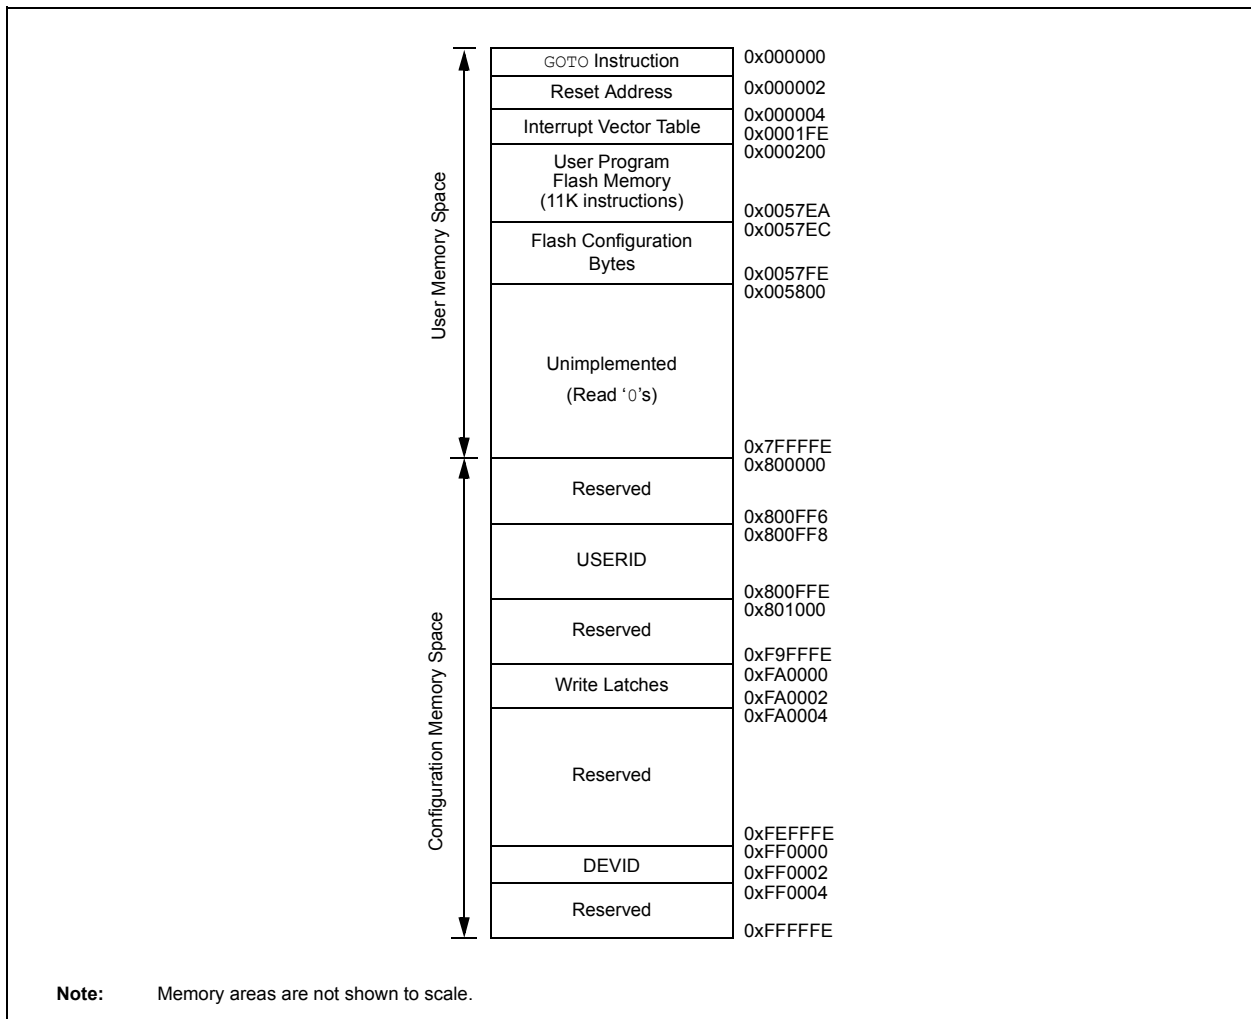 GOTO Instruction
0x000000
Reset Address
0x000002
0x000004
Interrupt Vector Table
0x0001FE
0x000200
User Program
Flash Memory
(11K instructions)
0x0057EA
0x0057EC
Flash Configuration
Bytes
0x0057FE
0x005800
User Memory Space
Unimplemented
(Read ‘0’s)
0x7FFFFE
0x800000
Reserved
0x800FF6
0x800FF8
USERID
0x800FFE
0x801000
Reserved
0xF9FFFE
0xFA0000
Write Latches
0xFA0002
0xFA0004
Configuration Memory Space
Reserved
0xFEFFFE
0xFF0000
DEVID
0xFF0002
0xFF0004
Reserved
0xFFFFFE
Note: Memory areas are not shown to scale.